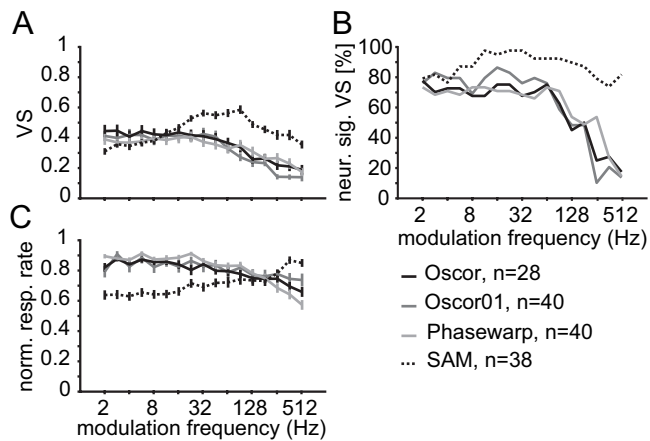 A
VS
1
0.8
0.6
0.4
0.2
0
B
neur. sig. VS [%]
100
80
60
40
20
0
2 8 32 128 512
modulation frequency (Hz)
C
norm. resp. rate
1
0.8
0.6
0.4
0.2
0
2 8 32 128 512
modulation frequency (Hz)
Oscor, n=28
Oscor01, n=40
Phasewarp, n=40
SAM, n=38